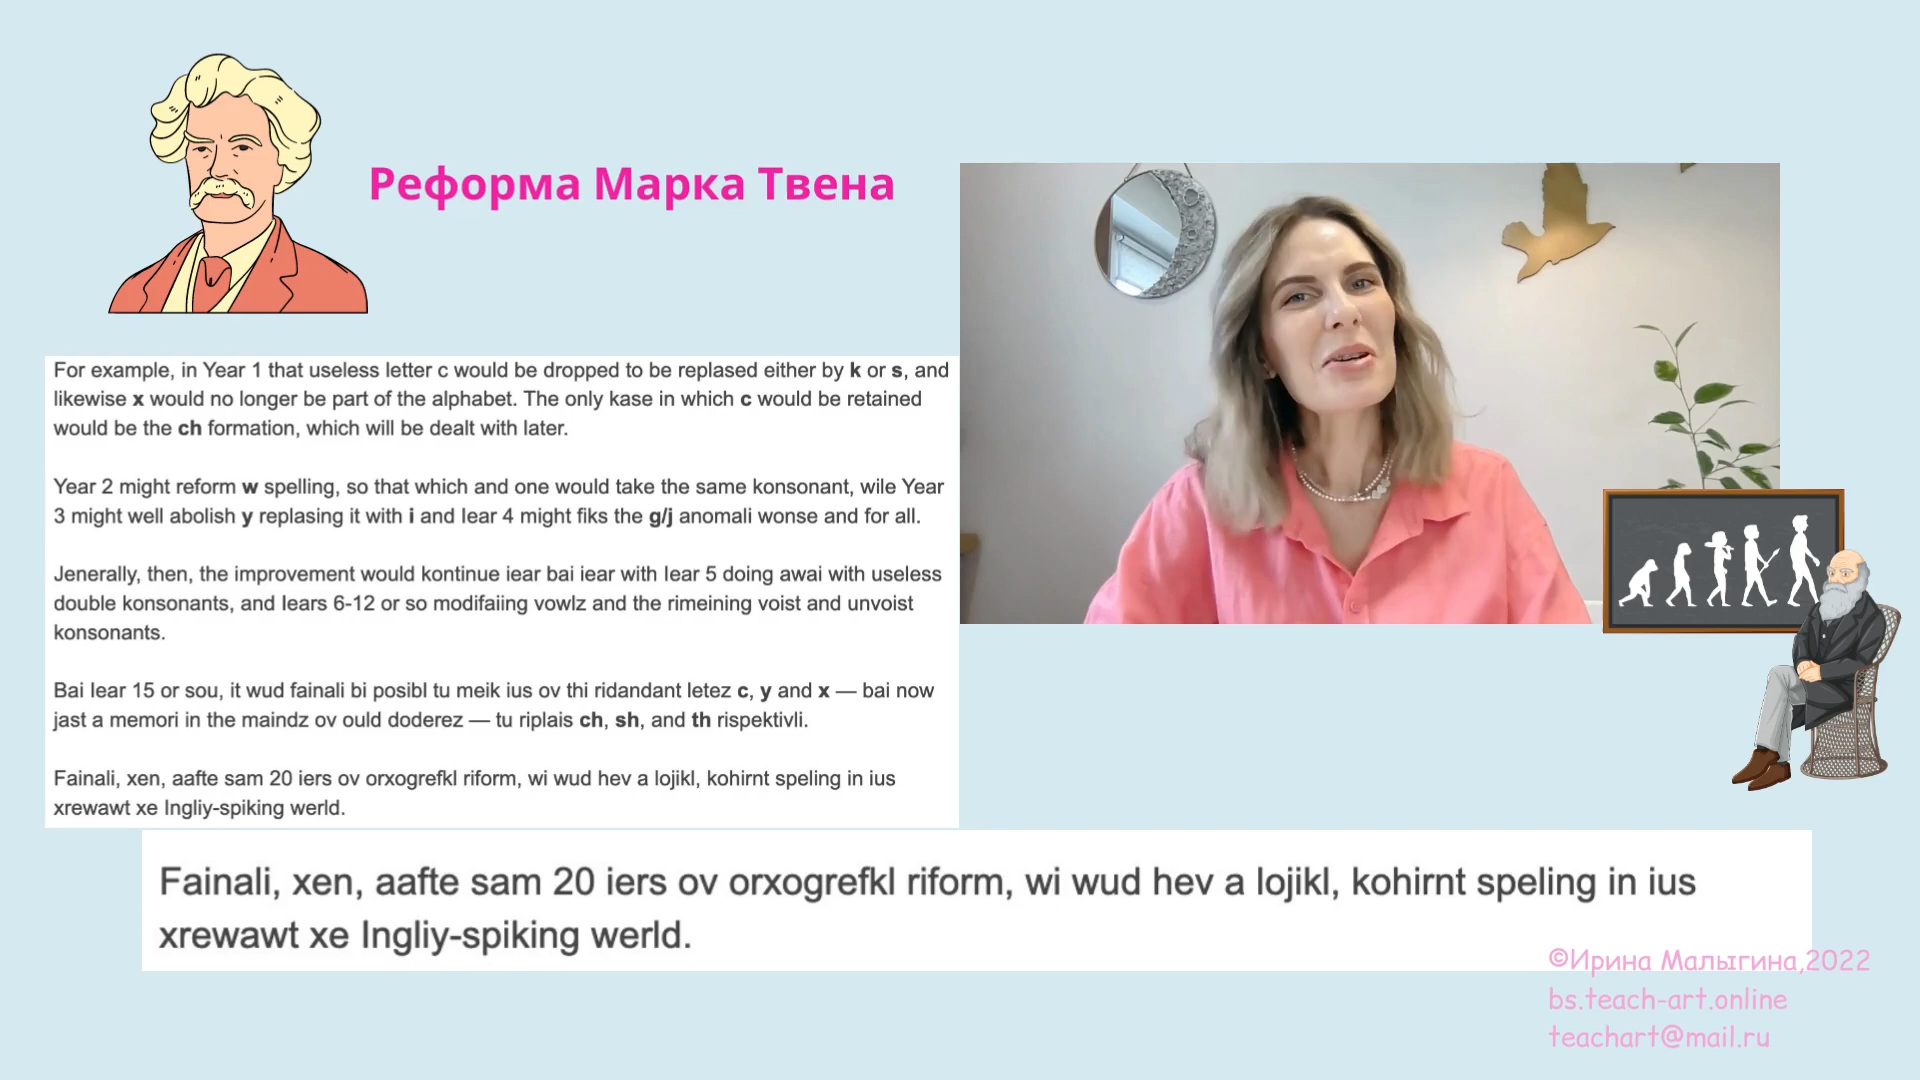 Реформа Марка Твена
For example, in Year 1 that useless letter c would be dropped to be replased either by k or s, and
likewise x would no longer be part of the alphabet. The only kase in which c would be retained
would be the ch formation, which will be dealt with later.
Year 2 might reform w spelling, so that which and one would take the same konsonant, wile Year
3 might well abolish y replasing it with i and Iear 4 might fiks the g/j anomali wonse and for all.
Jenerally, then, the improvement would kontinue iear bai iear with Iear 5 doing awai with useless
double konsonants, and Iears 6-12 or so modifaiing vowlz and the rimeining voist and unvoist
konsonants.
Bai Iear 15 or sou, it wud fainali bi posibl tu meik ius ov thi ridandant letez c, y and x — bai now
jast a memori in the maindz ov ould doderez — tu riplais ch, sh, and th rispektivli.
Fainali, xen, aafte sam 20 iers ov orxogrefkl riform, wi wud hev a lojikl, kohirnt speling in ius
xrewawt xe Ingliy-spiking werld.
Fainali, xen, aafte sam 20 iers ov orxogrefkl riform, wi wud hev a lojikl, kohirnt speling in ius
xrewawt xe Ingliy-spiking werld.
©Ирина Малыгина,2022
bs.teach-art.online
teachart@mail.ru